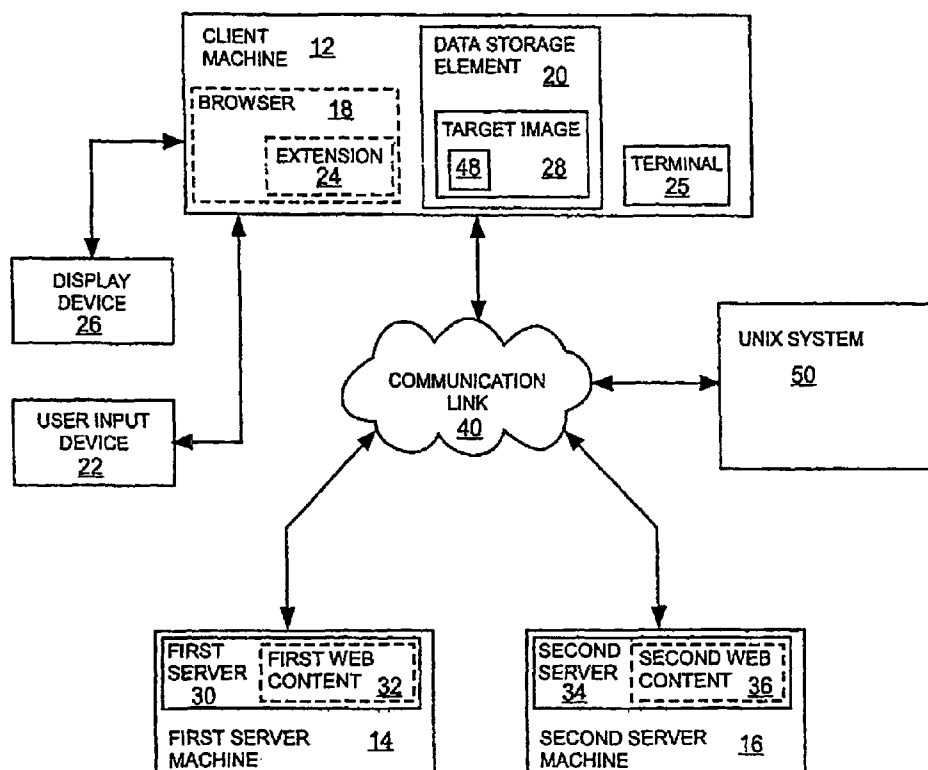 CLIENT
MACHINE 12
BROWSER 18
EXTENSION
24
DATA STORAGE
ELEMENT
20
TARGET IMAGE
48 28
TERMINAL
25
DISPLAY
DEVICE
26
USER INPUT
DEVICE
22
COMMUNICATION
LINK
40
UNIX SYSTEM
50
FIRST
SERVER
30
FIRST WEB
CONTENT 32
FIRST SERVER 14
MACHINE
SECOND
SERVER
34
SECOND WEB
CONTENT 36
SECOND SERVER 16
MACHINE